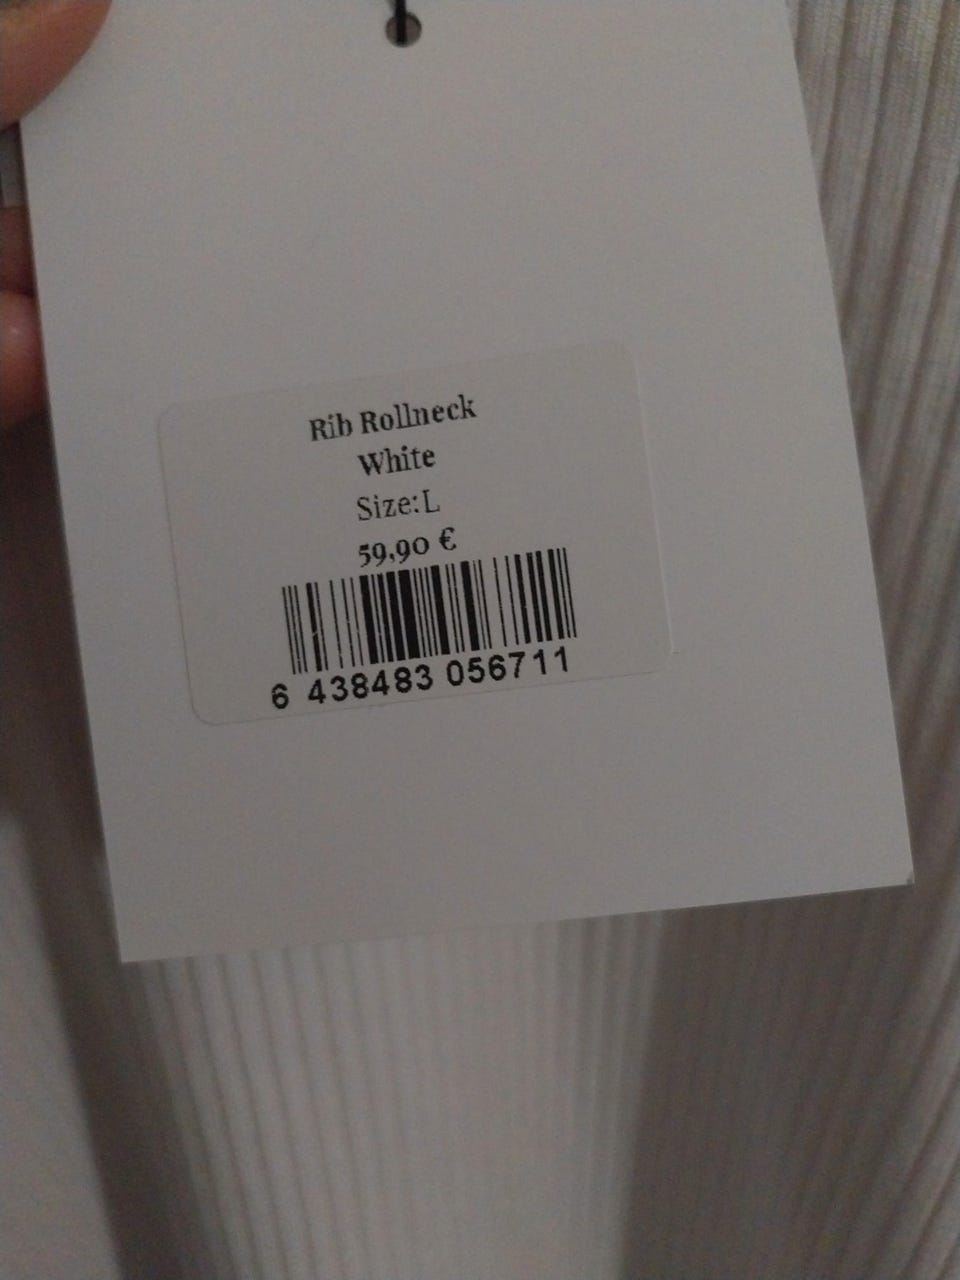 Rib Rollneck
White
Size:L
59,90 €
6 438483 056711